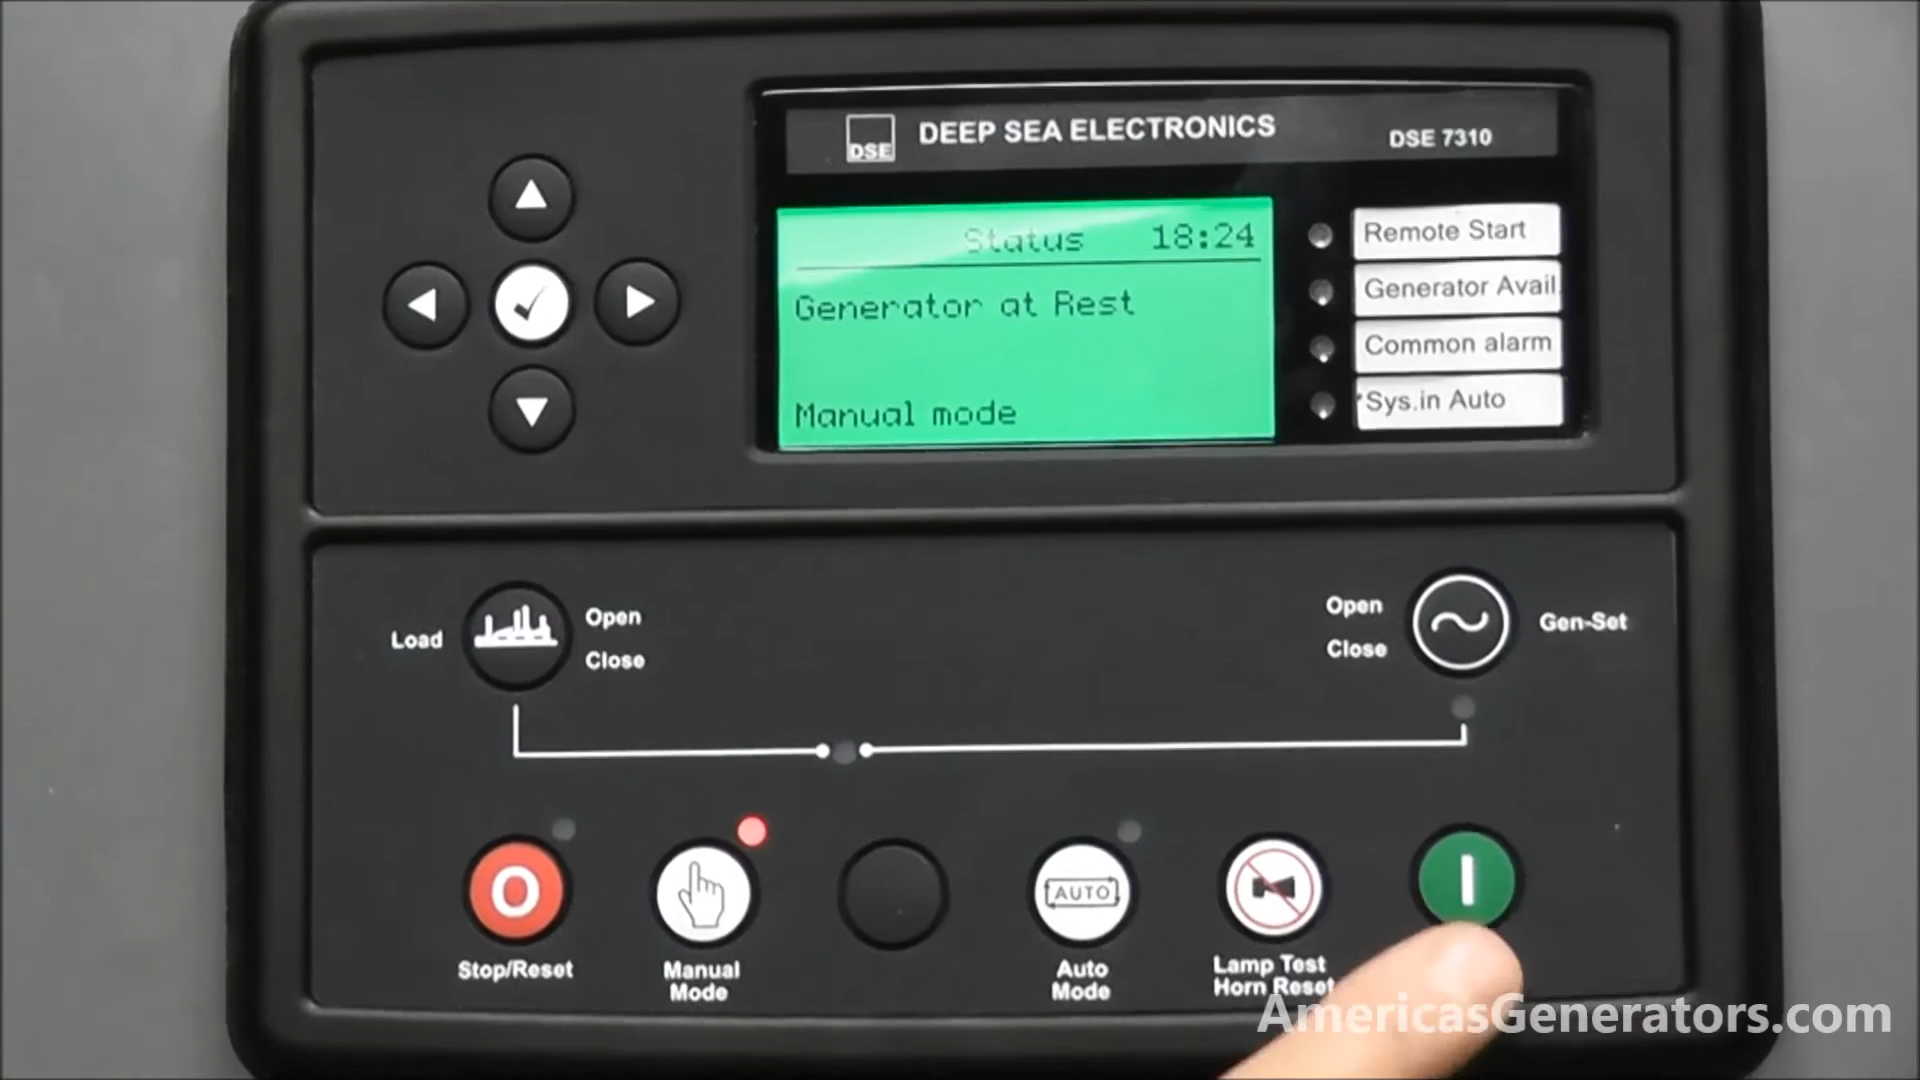 DSE
DEEP SEA ELECTRONICS
DSE 7310
Status 18:24
Generator at Rest
Manual mode
Remote Start
Generator Avail
Common alarm
Sys.in Auto
Load
Open
Close
Open
Close
Gen-Set
O
Stop/Reset
Manual
Mode
AUTO
Auto
Mode
Lamp Test
Horn Reset
I
AmericasGenerators.com